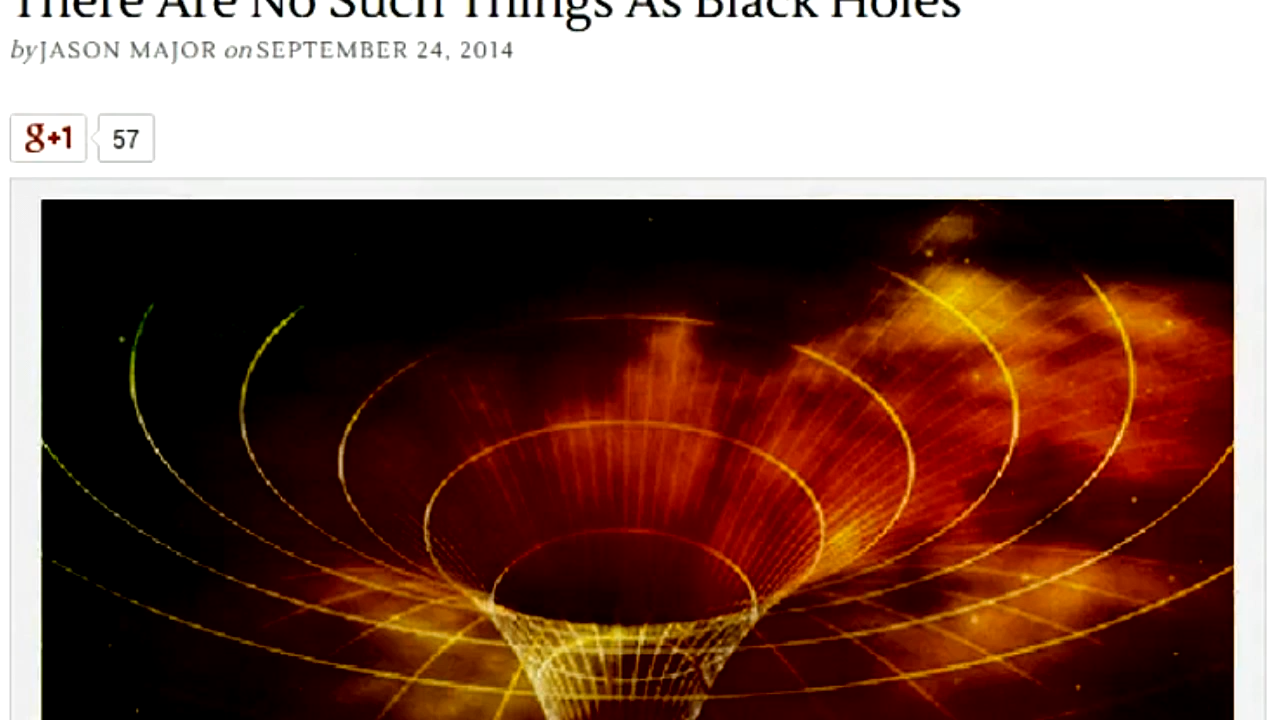 There Are No Such Things As Black Holes
by JASON MAJOR on SEPTEMBER 24, 2014
g+1 57